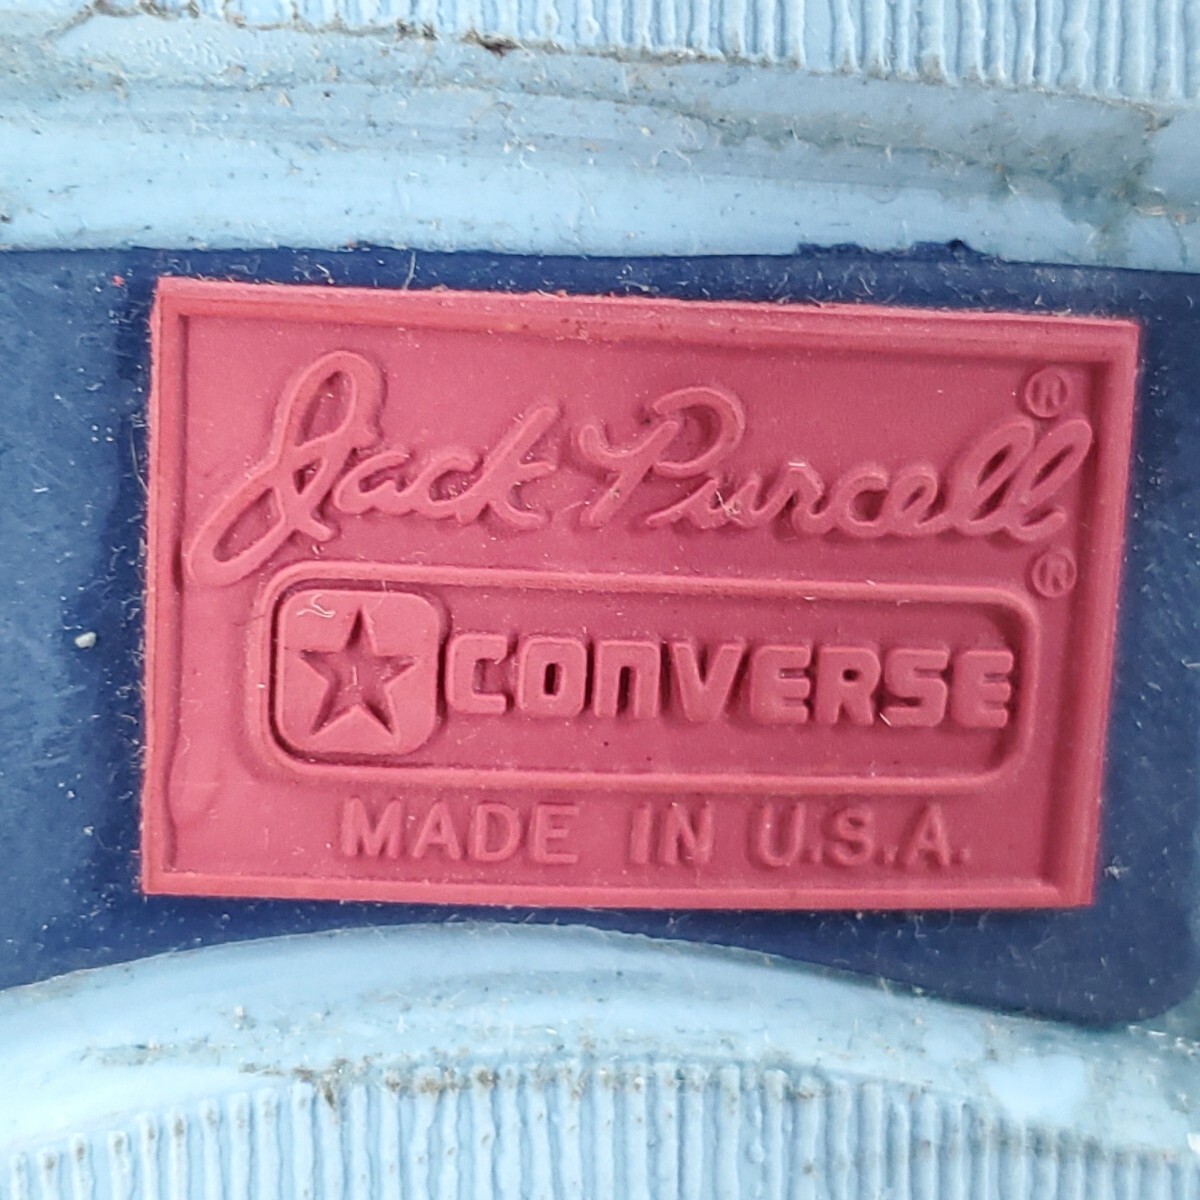 Jack Purcell®
★ CONVERSE®
MADE IN U.S.A.